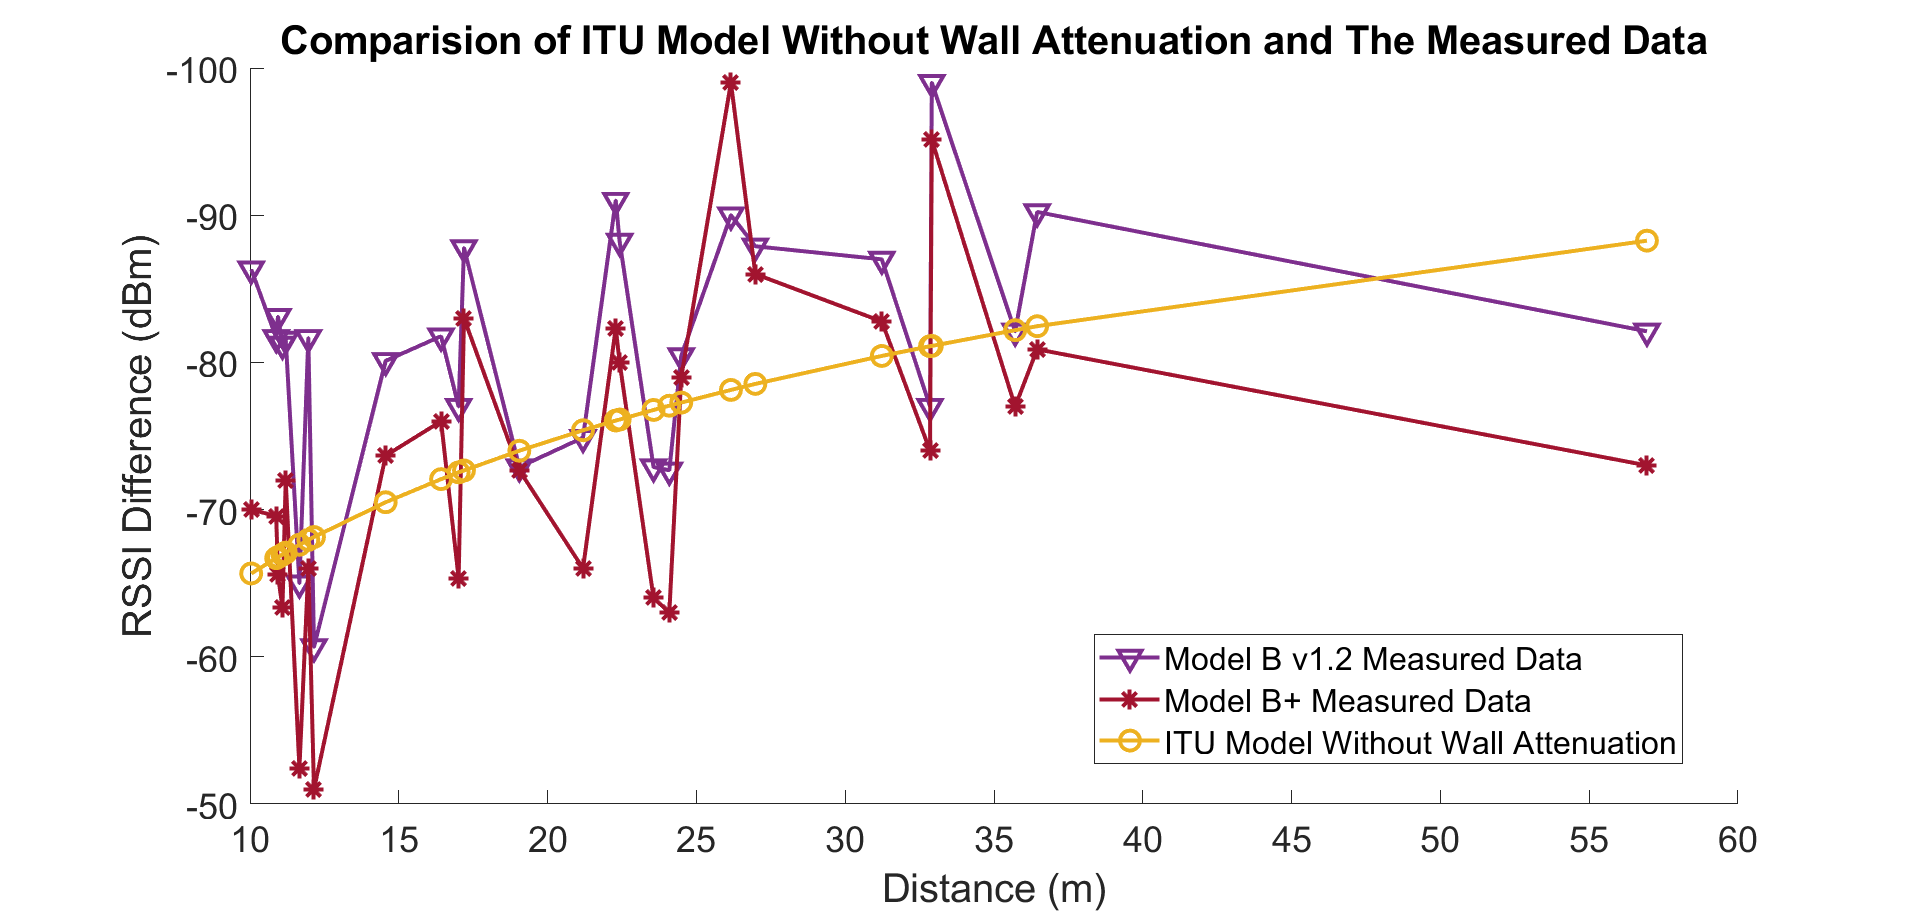 Comparision of ITU Model Without Wall Attenuation and The Measured Data
-100
-90
-80
-70
-60
-50
RSSI Difference (dBm)
10 15 20 25 30 35 40 45 50 55 60
Distance (m)
Model B v1.2 Measured Data
Model B+ Measured Data
ITU Model Without Wall Attenuation